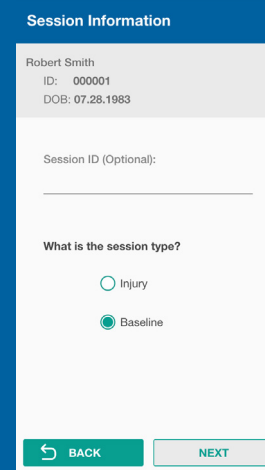 Session Information
Robert Smith
ID: 000001
DOB: 07.28.1983
Session ID (Optional):
What is the session type?
Injury
Baseline
BACK NEXT